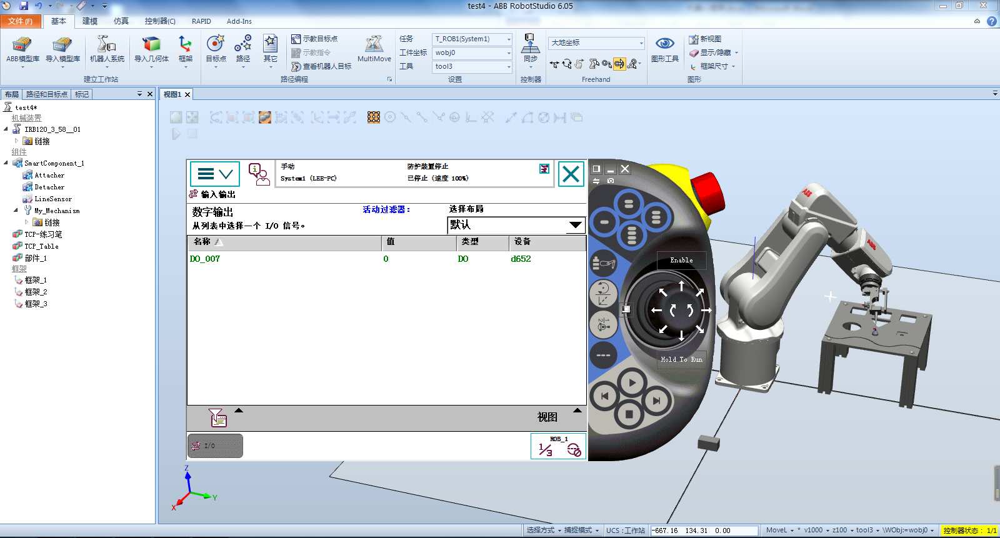 test4 - ABB RobotStudio 6.05
文件(F) 基本 建模 仿真 控制器(C) RAPID Add-Ins
ABB模型库 导入模型库 机器人系统 导入几何体 框架
建立工作站
目标点 路径 其它
示教目标点
示教指令
查看机器人目标
MultiMove
路径编程
任务 T_ROB1(System1)
工件坐标 wobj0
工具 tool3
设置
同步
控制器
大地坐标
Freehand
图形工具
新视图
显示/隐藏
框架尺寸
图形
布局 路径和目标点 标记
视图1
test4*
机械装置
IRB120_3_58__01
链接
组件
SmartComponent_1
Attacher
Detacher
LineSensor
My_Mechanism
链接
TCP-练习笔
TCP_Table
部件_1
框架
框架_1
框架_2
框架_3
手动 防护装置停止
System1 (LEE-PC) 已停止 (速度 100%)
输入输出
数字输出 活动过滤器： 选择布局
从列表中选择一个 I/O 信号。 默认
名称 值 类型 设备
DO_007 0 DO d652
视图
I/O
ROB_1
1/3
Enable
Hold To Run
ABB
ABB
Z
Y
X
选择方式 捕捉模式 UCS : 工作站 -667.16 134.31 0.00 MoveL * v1000 z100 tool3 \WObj:=wobj0 控制器状态： 1/1